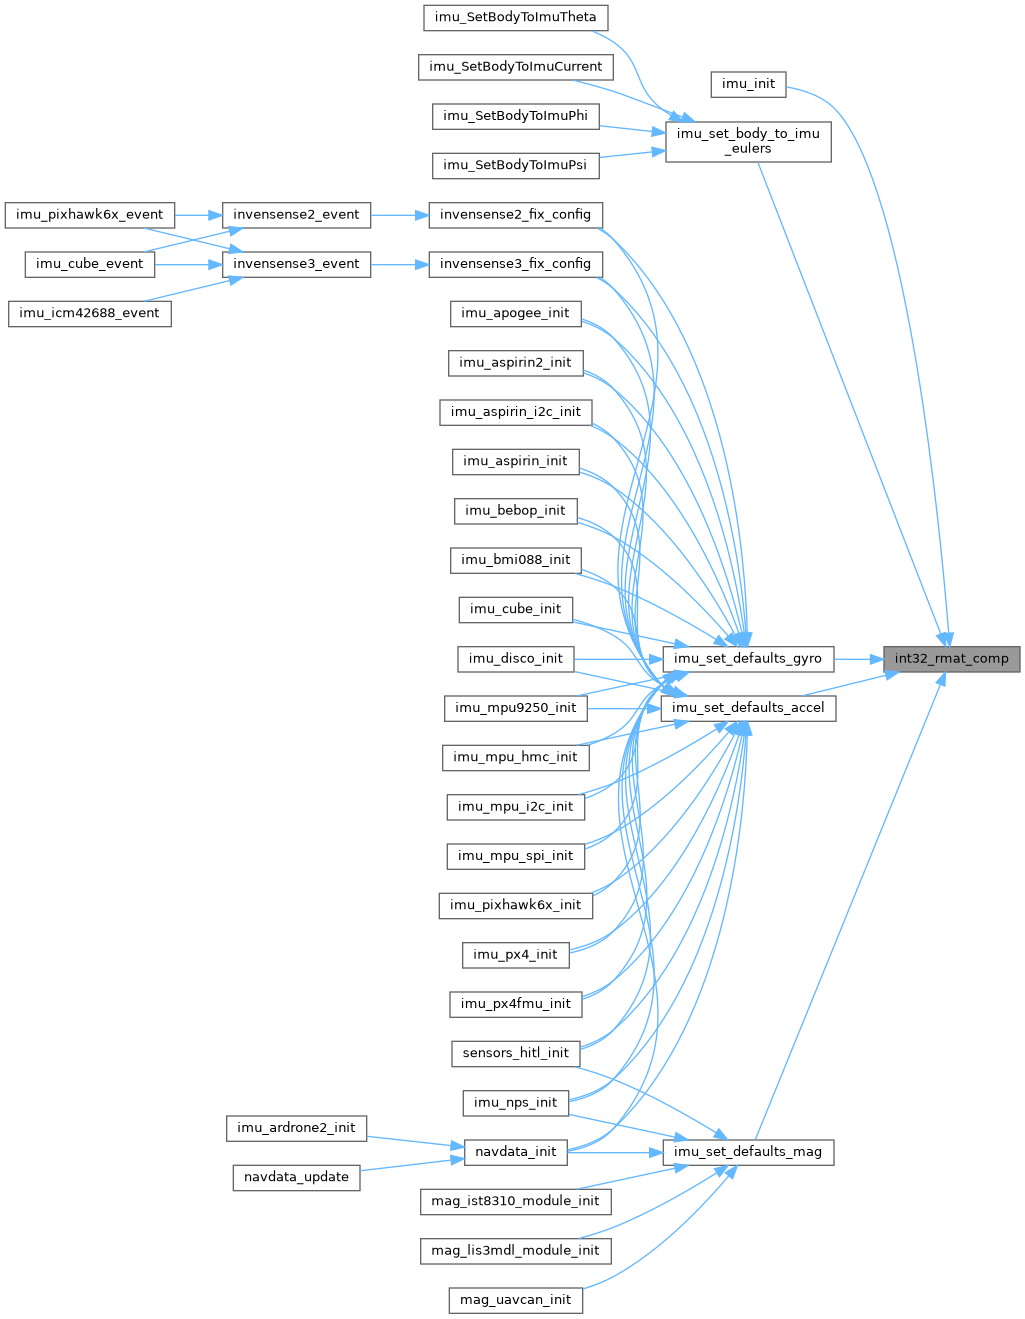 imu_SetBodyToImuTheta
imu_SetBodyToImuCurrent
imu_init
imu_SetBodyToImuPhi
imu_set_body_to_imu
_eulers
imu_SetBodyToImuPsi
imu_pixhawk6x_event
invensense2_event
invensense2_fix_config
imu_cube_event
invensense3_event
invensense3_fix_config
imu_icm42688_event
imu_apogee_init
imu_aspirin2_init
imu_aspirin_i2c_init
imu_aspirin_init
imu_bebop_init
imu_bmi088_init
imu_cube_init
imu_disco_init
imu_set_defaults_gyro
int32_rmat_comp
imu_mpu9250_init
imu_set_defaults_accel
imu_mpu_hmc_init
imu_mpu_i2c_init
imu_mpu_spi_init
imu_pixhawk6x_init
imu_px4_init
imu_px4fmu_init
sensors_hitl_init
imu_nps_init
imu_ardrone2_init
navdata_init
imu_set_defaults_mag
navdata_update
mag_ist8310_module_init
mag_lis3mdl_module_init
mag_uavcan_init